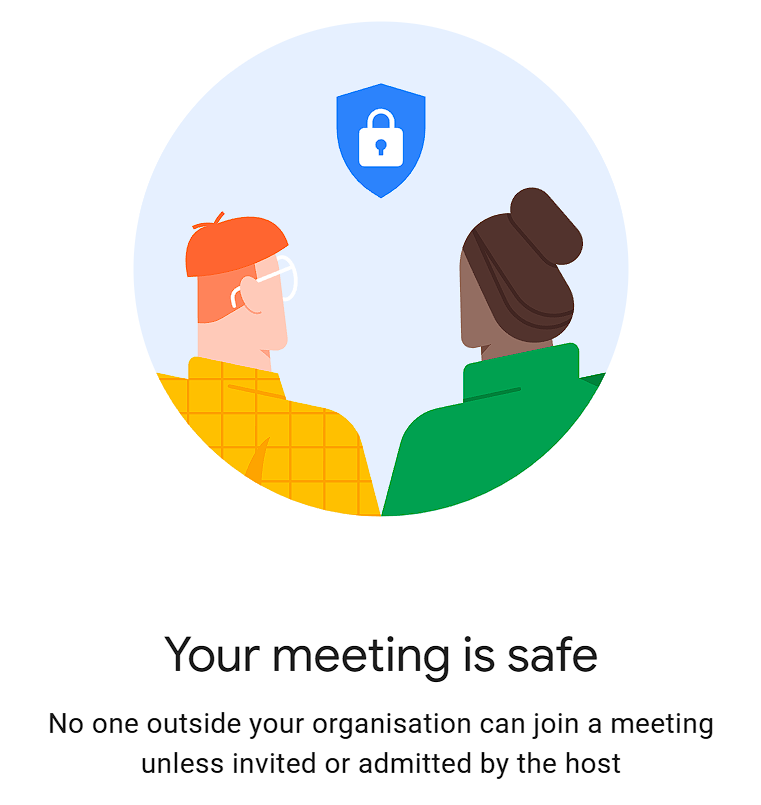 Your meeting is safe
No one outside your organisation can join a meeting
unless invited or admitted by the host